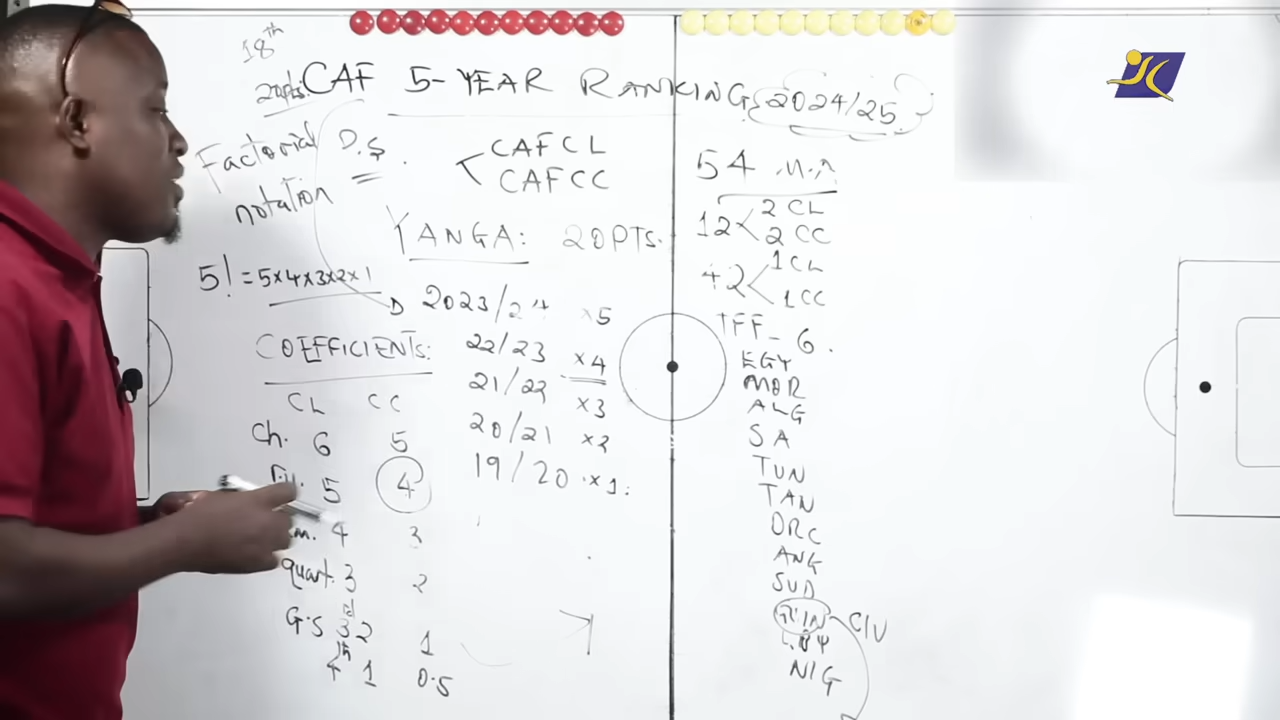 18th
20pts CAF 5-YEAR RANKINGS 2024/25
Factorial
notation
D.S.
CAFCL
CAFCC
YANGA: 20PTS.
5! = 5x4x3x2x1
2023/24 x5
22/23 x4
21/22 x3
20/21 x2
19/20 x1
COEFFICIENTS:
CL CC
Ch. 6 5
5 4
4 3
quart. 3 2
G.S 3rd 2 1
4th 1 0.5
54 M.A
12 2 CL
2 CC
42 1 CL
1 CC
TFF - 6.
EGY
MOR
ALG
SA
TUN
TAN
DRC
ANG
SUD
GUIN CIV
LBY
NIG